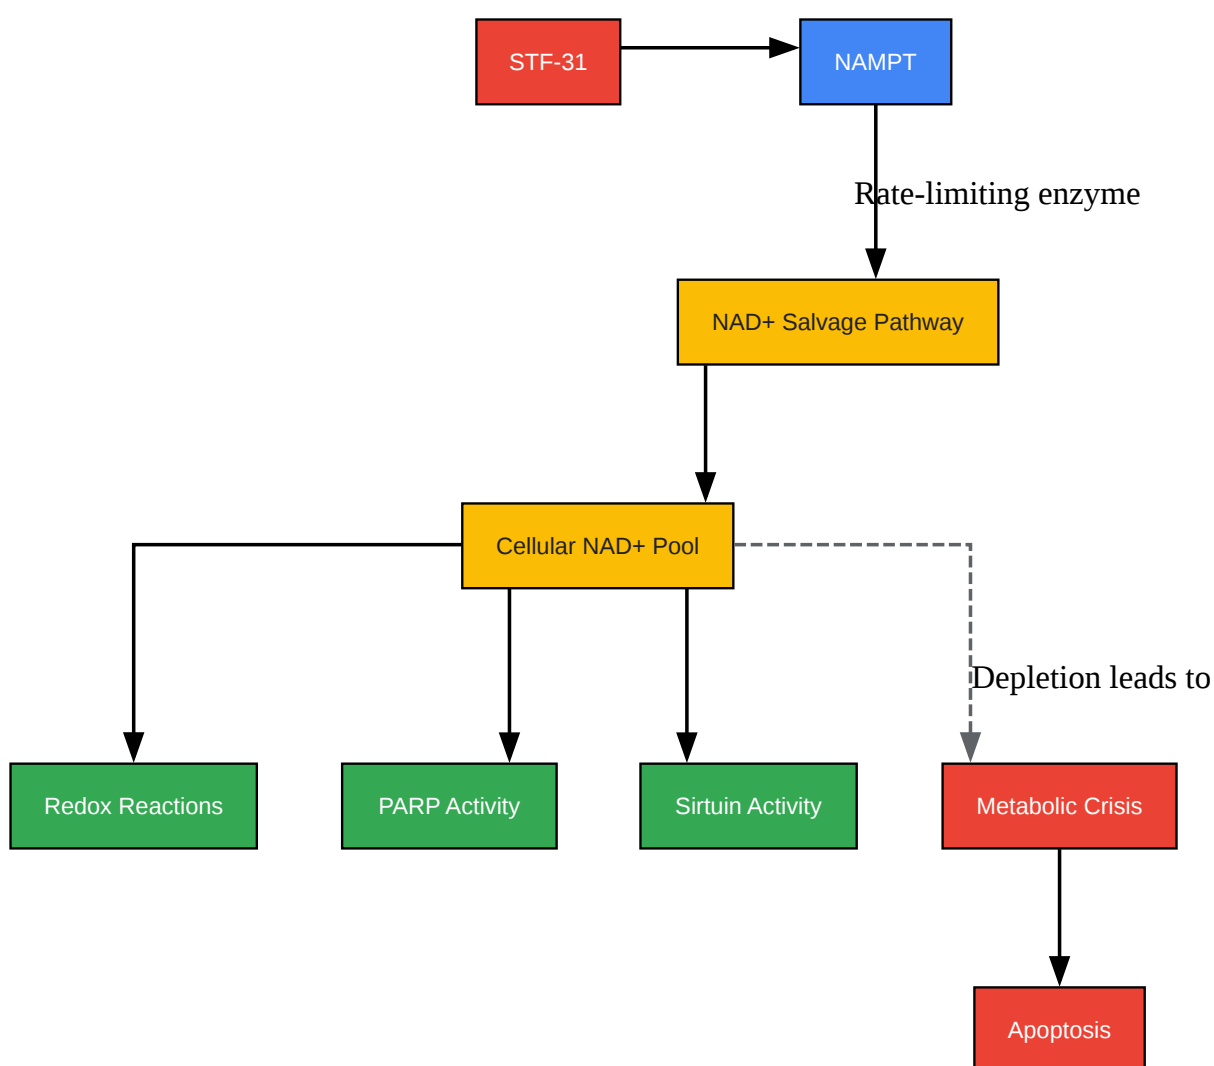 STF-31
NAMPT
Rate-limiting enzyme
NAD+ Salvage Pathway
Cellular NAD+ Pool
Depletion leads to
Redox Reactions
PARP Activity
Sirtuin Activity
Metabolic Crisis
Apoptosis